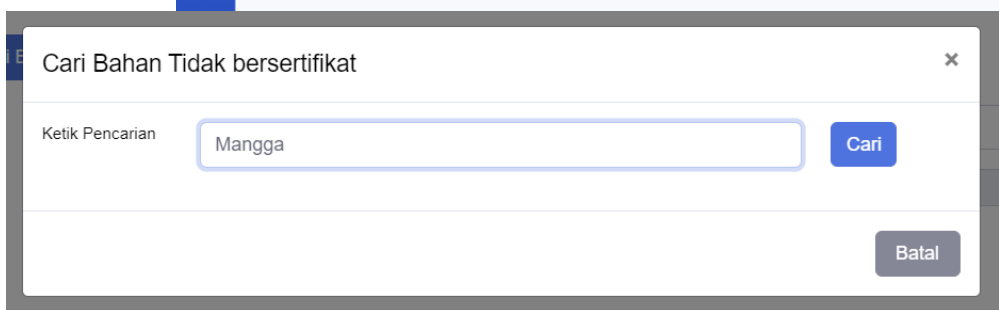 Cari Bahan Tidak bersertifikat
×
Ketik Pencarian
Mangga
Cari
Batal